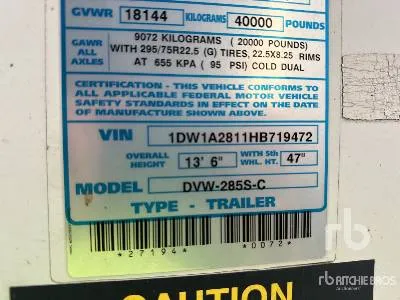 GVWR 18144 KILOGRAMS 40000 POUNDS
GAWR ALL AXLES
9072 KILOGRAMS ( 20000 POUNDS)
WITH 295/75R22.5 (G) TIRES, 22.5X8.25 RIMS
AT 655 KPA ( 95 PSI) COLD DUAL
CERTIFICATION - THIS VEHICLE CONFORMS TO
ALL APPLICABLE FEDERAL MOTOR VEHICLE
SAFETY STANDARDS IN EFFECT ON THE DATE
OF MANUFACTURE SHOWN ABOVE.
VIN 1DW1A2811HB719472
OVERALL HEIGHT 13' 6" WITH 5th WHL. HT. 47"
MODEL DVW-285S-C
TYPE - TRAILER
*27194* *0072*
rb
rb RITCHIE BROS
Auctioneers
CAUTION